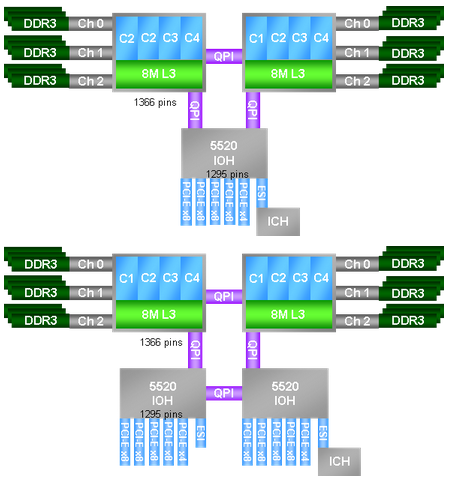 DDR3 Ch 0 C2 C2 C3 C4 C1 C2 C3 C4 Ch 0 DDR3
DDR3 Ch 1 QPI Ch 1 DDR3
DDR3 Ch 2 8M L3 8M L3 Ch 2 DDR3
1366 pins QPI QPI
5520
IOH
1295 pins
PCI-E x8 PCI-E x8 PCI-E x8 PCI-E x8 PCI-E x4 ESI
ICH
DDR3 Ch 0 C1 C2 C3 C4 C1 C2 C3 C4 Ch 0 DDR3
DDR3 Ch 1 QPI Ch 1 DDR3
DDR3 Ch 2 8M L3 8M L3 Ch 2 DDR3
1366 pins QPI QPI
5520 5520
IOH QPI IOH
1295 pins
PCI-E x8 PCI-E x8 PCI-E x8 PCI-E x8 PCI-E x4 ESI PCI-E x8 PCI-E x8 PCI-E x8 PCI-E x8 PCI-E x4 ESI
ICH